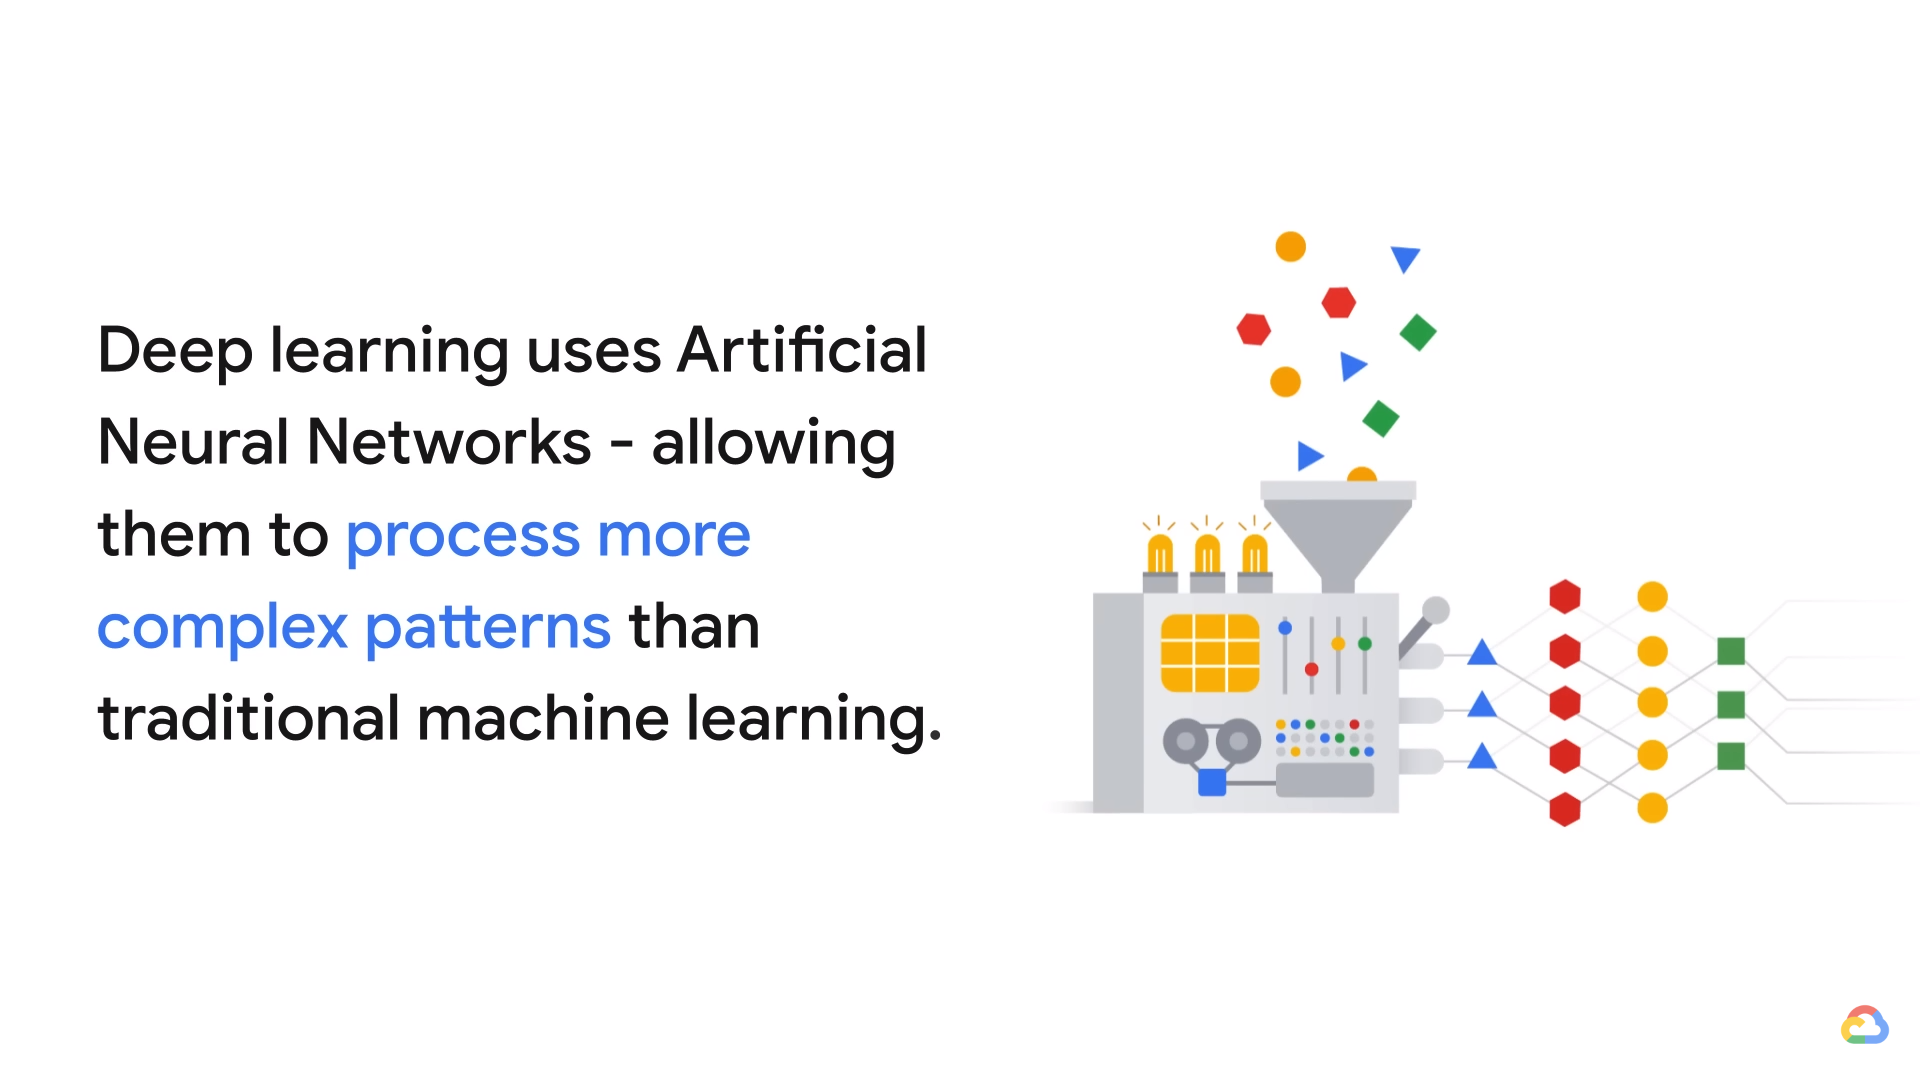 Deep learning uses Artificial
Neural Networks - allowing
them to process more
complex patterns than
traditional machine learning.